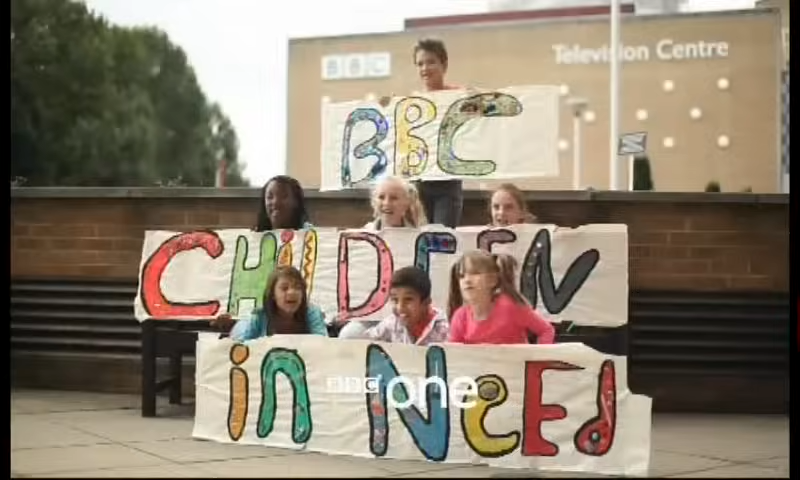 BBC
Television Centre
BBC
CHiLDREN
in NeEd
BBC one